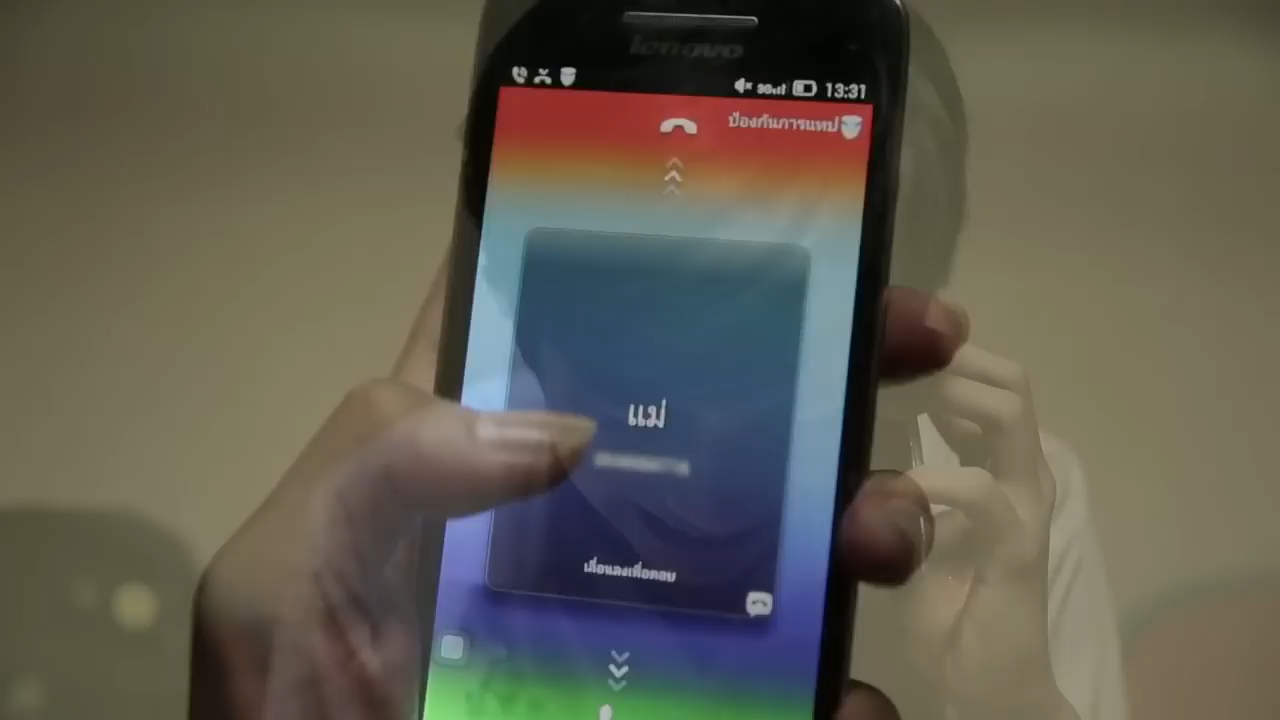 lenovo
3G 13:31
ป้องกันการแทป
แม่
เลื่อนลงเพื่อตอบ